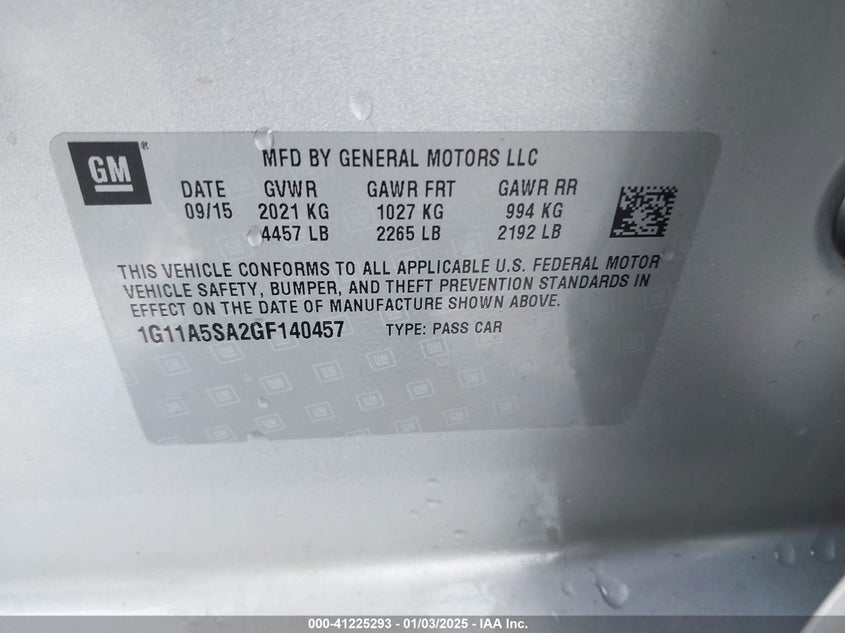 GM ® MFD BY GENERAL MOTORS LLC
DATE GVWR GAWR FRT GAWR RR
09/15 2021 KG 1027 KG 994 KG
4457 LB 2265 LB 2192 LB
THIS VEHICLE CONFORMS TO ALL APPLICABLE U.S. FEDERAL MOTOR
VEHICLE SAFETY, BUMPER, AND THEFT PREVENTION STANDARDS IN
EFFECT ON THE DATE OF MANUFACTURE SHOWN ABOVE.
1G11A5SA2GF140457 TYPE: PASS CAR
000-41225293 - 01/03/2025 - IAA Inc.